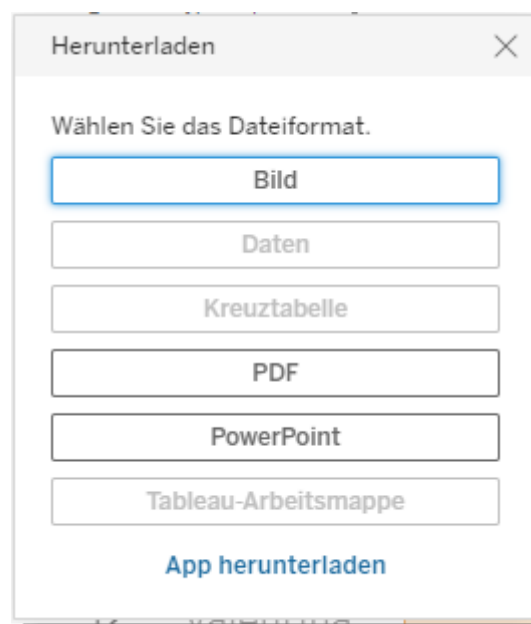 Herunterladen
Wählen Sie das Dateiformat.
Bild
Daten
Kreuztabelle
PDF
PowerPoint
Tableau-Arbeitsmappe
App herunterladen